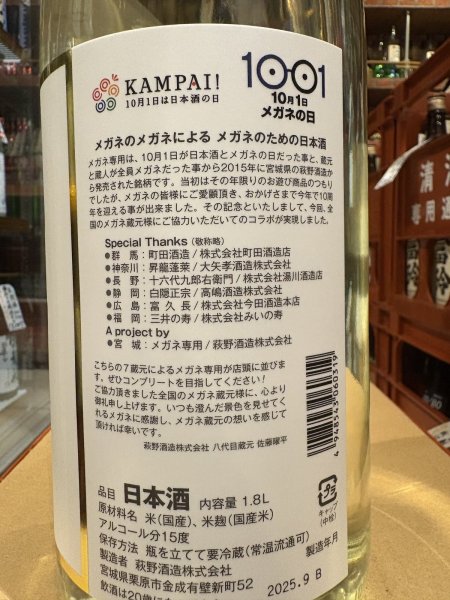 KAMPAI!
10月1日は日本酒の日
1001
10月1日
メガネの日
メガネのメガネによる メガネのための日本酒
メガネ専用は、10月1日が日本酒とメガネの日だった事と、蔵元
と蔵人が全員メガネだった事から2015年に宮城県の萩野酒造か
ら発売された銘柄です。当初はその年限りのお遊び商品のつもり
でしたが、メガネの皆様にご愛顧頂き、おかげさまで今年で10周
年を迎える事が出来ました。その記念といたしまして、今回、全
国のメガネ蔵元様にご協力いただいてのコラボが実現しました。
Special Thanks (敬称略)
●群 馬:町田酒造/株式会社町田酒造店
●神奈川:昇龍蓬莱/大矢孝酒造株式会社
●長 野:十六代九郎右衛門/株式会社湯川酒造店
●静 岡:白隠正宗/高嶋酒造株式会社
●広 島:富久長/株式会社今田酒造本店
●福 岡:三井の寿/株式会社みいの寿
A project by
●宮 城:メガネ専用/萩野酒造株式会社
こちらの7蔵元によるメガネ専用が店頭に並びま
す。ぜひコンプリートを目指してください!
ご協力頂きました全国のメガネ蔵元様に、心より
御礼申し上げます。いつも澄んだ景色を見せてく
れるメガネに感謝し、メガネ蔵元の想いを感じて
頂ければ幸いです。
萩野酒造株式会社 八代目蔵元 佐藤曜平
4948543060319
品目 日本酒 内容量 1.8L
原材料名 米(国産)、米麹(国産米)
アルコール分15度
保存方法 瓶を立てて要冷蔵(常温流通可)
製造者 萩野酒造株式会社
宮城県栗原市金成有壁新町52
飲酒は20歳にな
プラ
キャップ
(中栓)
製造年月
2025.9 B
清
専用